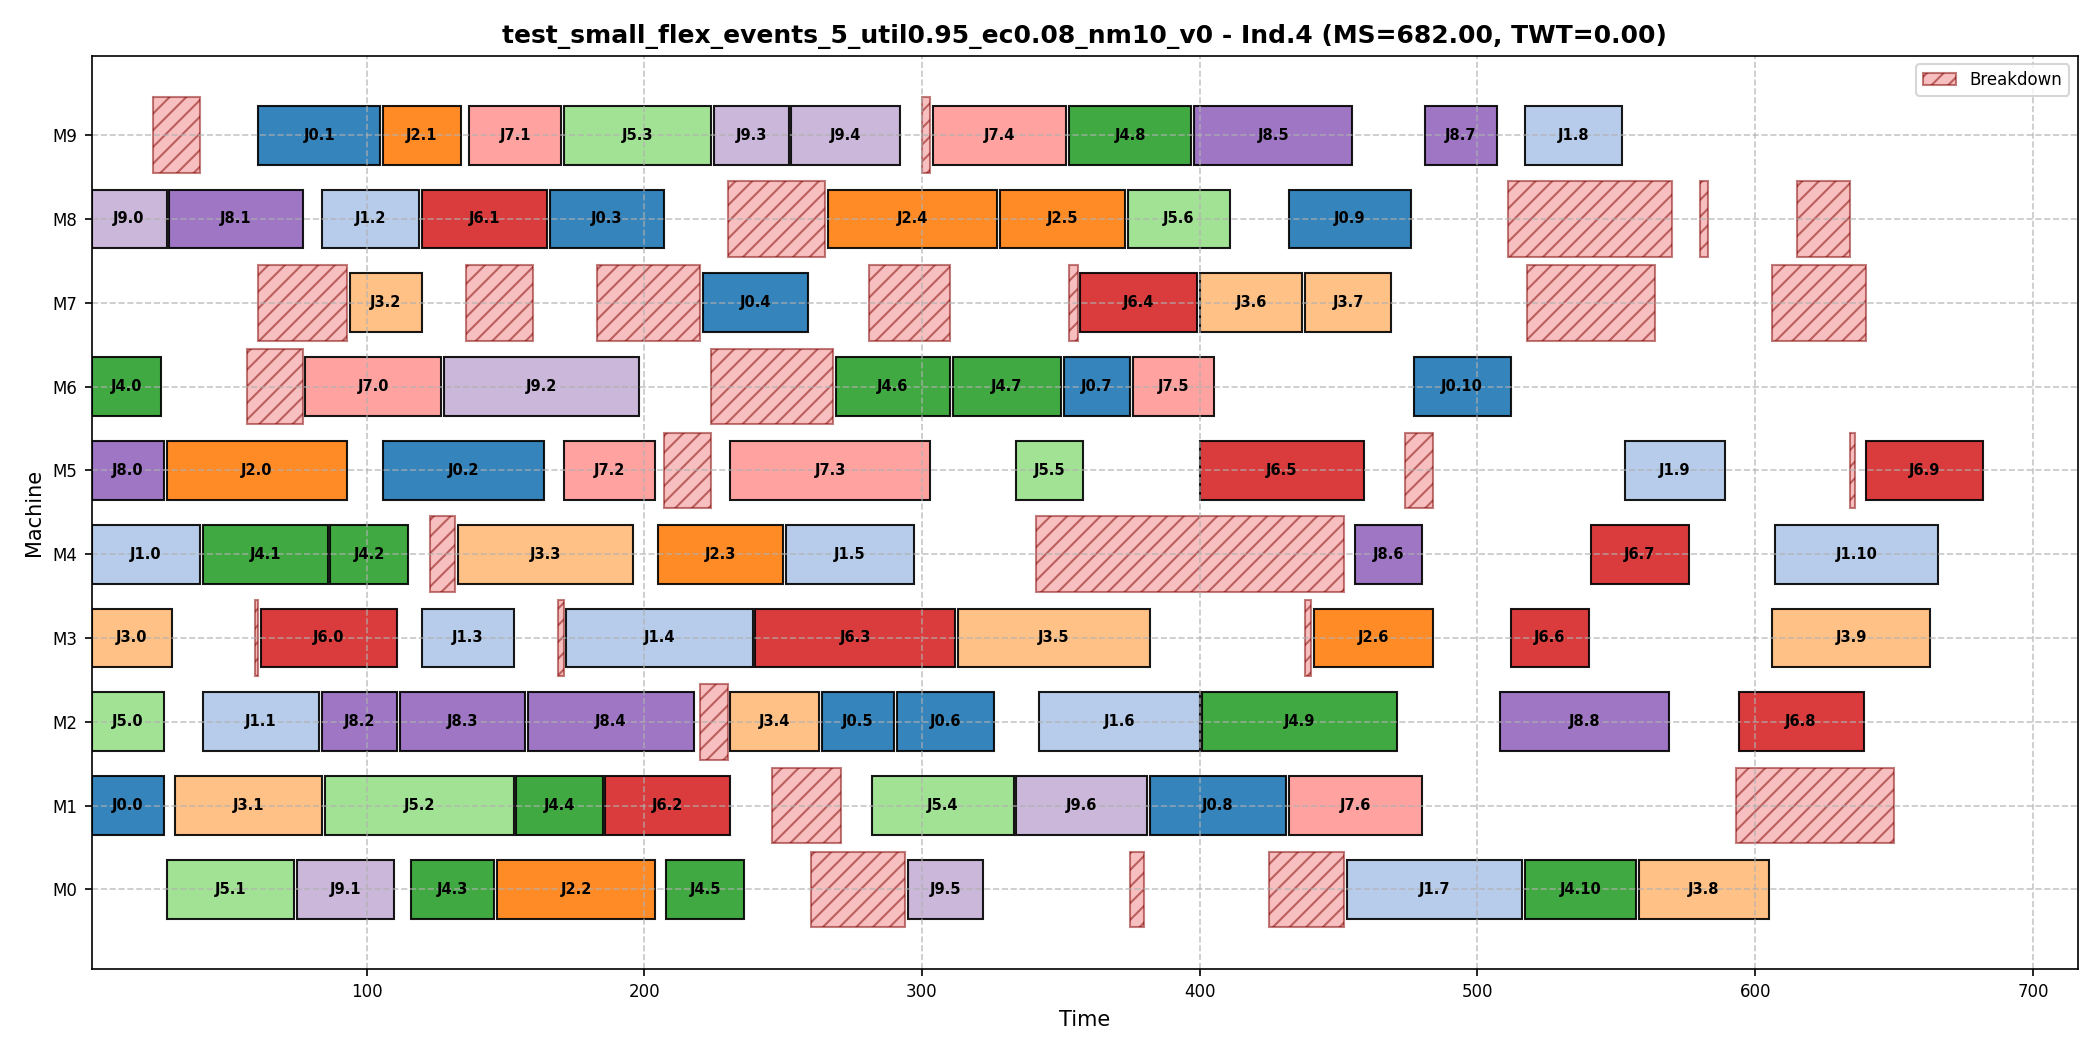 test_small_flex_events_5_util0.95_ec0.08_nm10_v0 - Ind.4 (MS=682.00, TWT=0.00)
Breakdown
M9 J0.1 J2.1 J7.1 J5.3 J9.3 J9.4 J7.4 J4.8 J8.5 J8.7 J1.8
M8 J9.0 J8.1 J1.2 J6.1 J0.3 J2.4 J2.5 J5.6 J0.9
M7 J3.2 J0.4 J6.4 J3.6 J3.7
M6 J4.0 J7.0 J9.2 J4.6 J4.7 J0.7 J7.5 J0.10
M5 J8.0 J2.0 J0.2 J7.2 J7.3 J5.5 J6.5 J1.9 J6.9
M4 J1.0 J4.1 J4.2 J3.3 J2.3 J1.5 J8.6 J6.7 J1.10
M3 J3.0 J6.0 J1.3 J1.4 J6.3 J3.5 J2.6 J6.6 J3.9
M2 J5.0 J1.1 J8.2 J8.3 J8.4 J3.4 J0.5 J0.6 J1.6 J4.9 J8.8 J6.8
M1 J0.0 J3.1 J5.2 J4.4 J6.2 J5.4 J9.6 J0.8 J7.6
M0 J5.1 J9.1 J4.3 J2.2 J4.5 J9.5 J1.7 J4.10 J3.8
Machine
100 200 300 400 500 600 700
Time